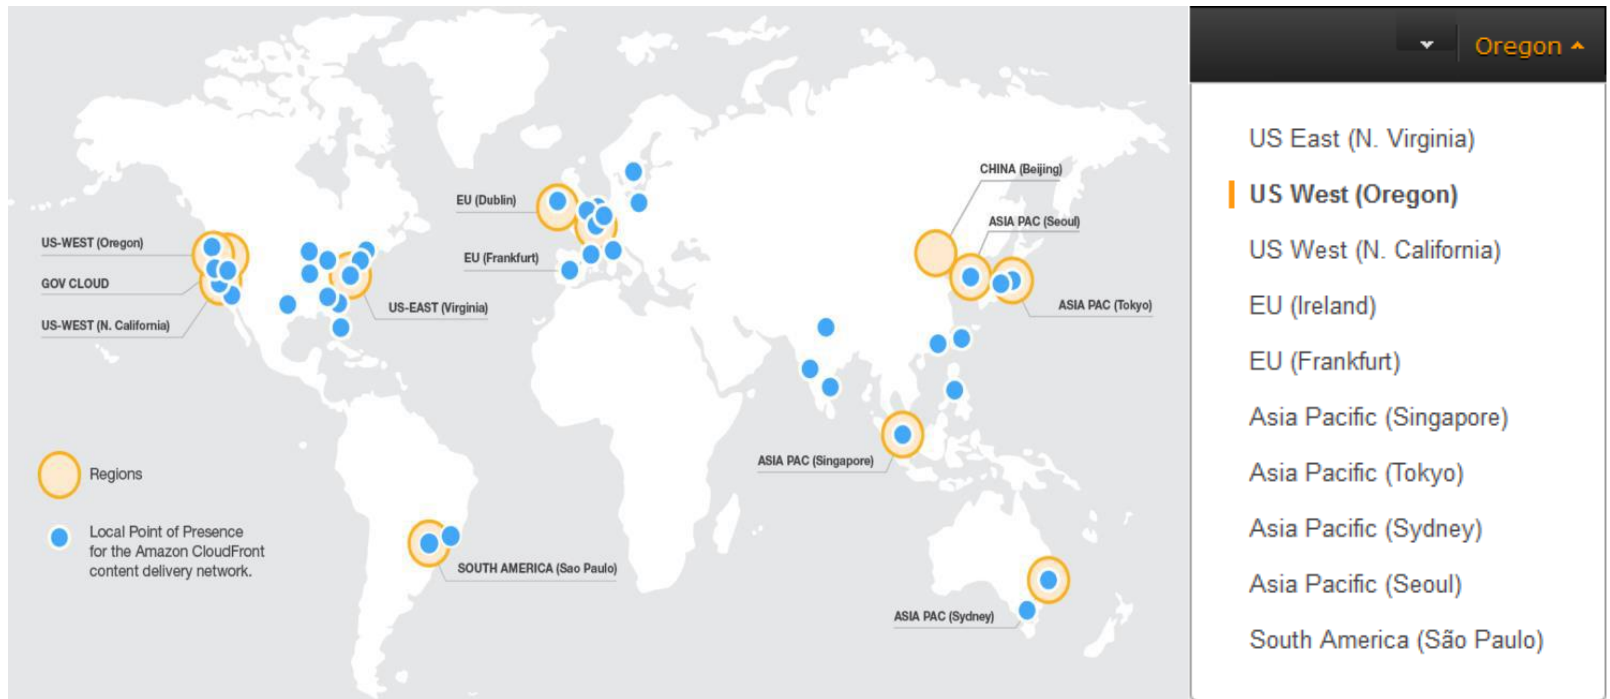 Oregon
CHINA (Beijing)
EU (Dublin)
ASIA PAC (Seoul)
US-WEST (Oregon)
EU (Frankfurt)
GOV CLOUD
US-EAST (Virginia)
ASIA PAC (Tokyo)
US-WEST (N. California)
ASIA PAC (Singapore)
Regions
Local Point of Presence
for the Amazon CloudFront
content delivery network.
SOUTH AMERICA (Sao Paulo)
ASIA PAC (Sydney)
US East (N. Virginia)
US West (Oregon)
US West (N. California)
EU (Ireland)
EU (Frankfurt)
Asia Pacific (Singapore)
Asia Pacific (Tokyo)
Asia Pacific (Sydney)
Asia Pacific (Seoul)
South America (São Paulo)